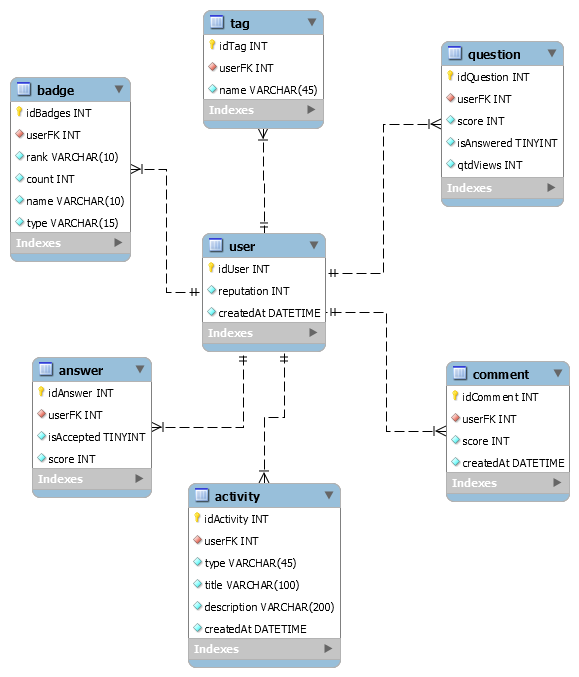 tag
idTag INT
userFK INT
name VARCHAR(45)
Indexes
question
idQuestion INT
userFK INT
score INT
isAnswered TINYINT
qtdViews INT
Indexes
badge
idBadges INT
userFK INT
rank VARCHAR(10)
count INT
name VARCHAR(10)
type VARCHAR(15)
Indexes
user
idUser INT
reputation INT
createdAt DATETIME
Indexes
answer
idAnswer INT
userFK INT
isAccepted TINYINT
score INT
Indexes
comment
idComment INT
userFK INT
score INT
createdAt DATETIME
Indexes
activity
idActivity INT
userFK INT
type VARCHAR(45)
title VARCHAR(100)
description VARCHAR(200)
createdAt DATETIME
Indexes